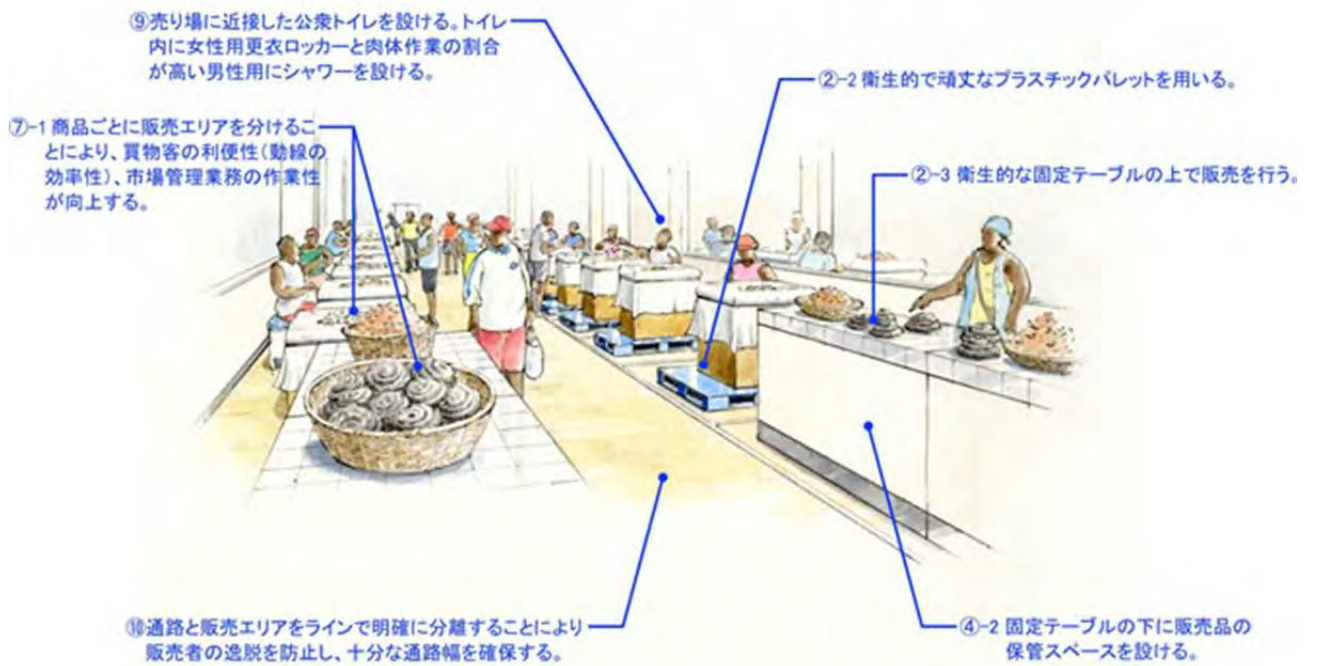 ⑨売り場に近接した公衆トイレを設ける。トイレ
内に女性用更衣ロッカーと肉体作業の割合
が高い男性用にシャワーを設ける。
②-2 衛生的で頑丈なプラスチックパレットを用いる。
⑦-1 商品ごとに販売エリアを分けるこ
とにより、買物客の利便性(動線の
効率性)、市場管理業務の作業性
が向上する。
②-3 衛生的な固定テーブルの上で販売を行う。
⑩通路と販売エリアをラインで明確に分離することにより
販売者の逸脱を防止し、十分な通路幅を確保する。
④-2 固定テーブルの下に販売品の
保管スペースを設ける。